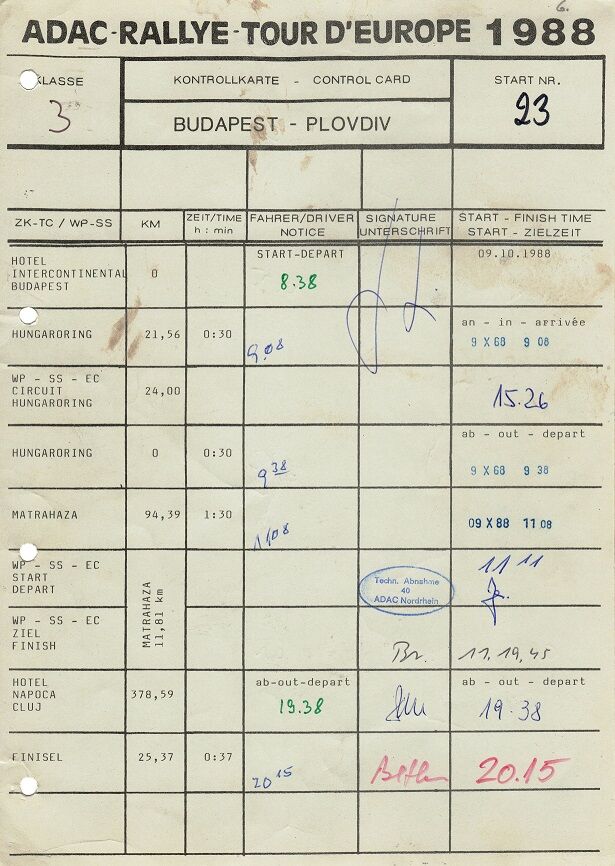 6.
ADAC-RALLYE-TOUR D'EUROPE 1988
KLASSE
3
KONTROLLKARTE - CONTROL CARD
BUDAPEST - PLOVDIV
START NR.
23
ZK-TC / WP-SS KM ZEIT/TIME FAHRER/DRIVER SIGNATURE START - FINISH TIME
h : min NOTICE UNTERSCHRIFT START - ZIELZEIT
HOTEL START-DEPART 09.10.1988
INTERCONTINENTAL 0 8.38
BUDAPEST
an - in - arrivée
HUNGARORING 21,56 0:30 9.08 9 X 68 9 08
WP - SS - EC
CIRCUIT 24,00 15.26
HUNGARORING
ab - out - depart
HUNGARORING 0 0:30 9 38 9 X 68 9 38
MATRAHAZA 94,39 1:30 11 08 09 X 88 11 08
WP - SS - EC 11 11
START
DEPART
Techn. Abnahme
40
ADAC Nordrhein
MATRAHAZA
11,81 km
WP - SS - EC
ZIEL
FINISH Br. 11.19,45
HOTEL ab-out-depart ab - out - depart
NAPOCA 378,59 19.38 19.38
CLUJ
FINISEL 25,37 0:37 20 15 20.15